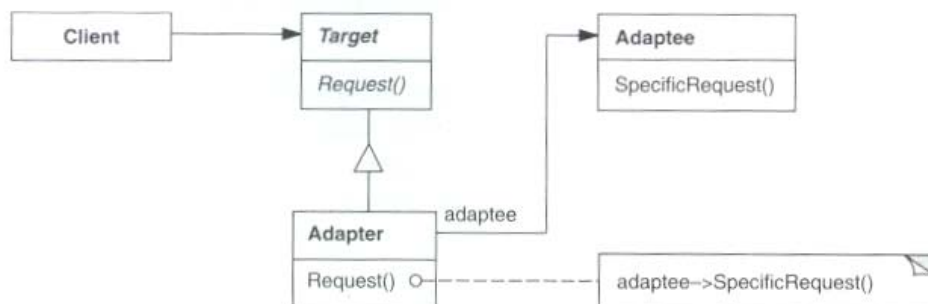 Client
Target
Request()
Adaptee
SpecificRequest()
adaptee
Adapter
Request()
adaptee–>SpecificRequest()